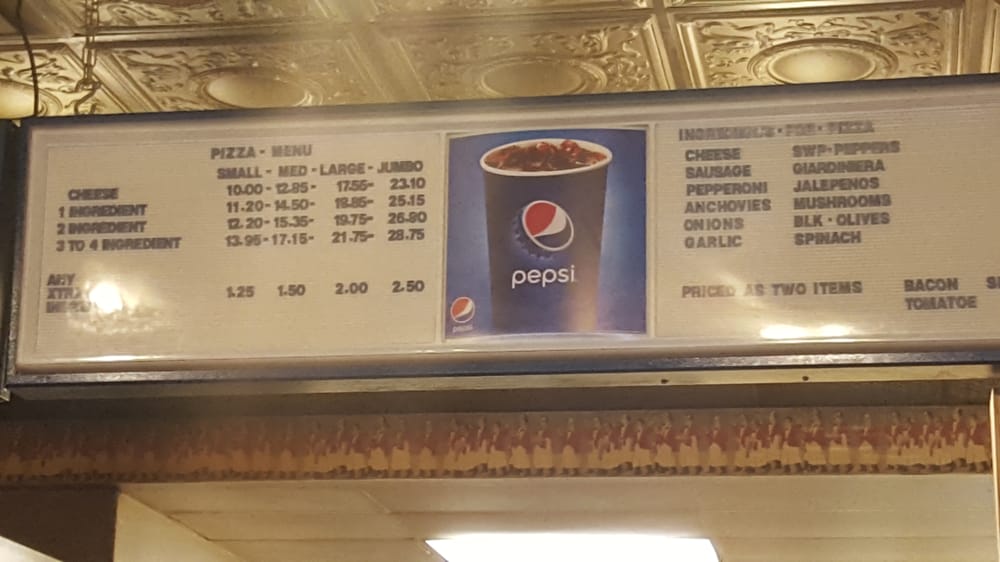 PIZZA - MENU
SMALL - MED - LARGE - JUMBO
CHEESE 10.00 - 12.85 - 17.55 - 23.10
1 INGREDIENT 11.20 - 14.50 - 18.85 - 25.15
2 INGREDIENT 12.20 - 15.35 - 19.75 - 26.80
3 TO 4 INGREDIENT 13.95 - 17.15 - 21.75 - 28.75
ANY
XTRA 1.25 1.50 2.00 2.50
pepsi
pepsi
INGREDIENTS - FOR - PIZZA
CHEESE SWP-PEPPERS
SAUSAGE GIARDINIERA
PEPPERONI JALEPENOS
ANCHOVIES MUSHROOMS
ONIONS BLK - OLIVES
GARLIC SPINACH
PRICED AS TWO ITEMS BACON
TOMATOE